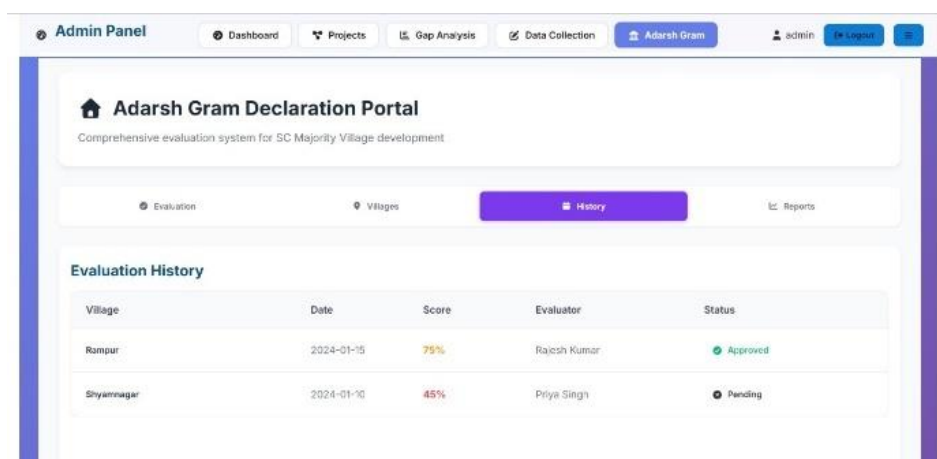 Admin Panel
Dashboard Projects Gap Analysis Data Collection Adarsh Gram admin Logout
Adarsh Gram Declaration Portal
Comprehensive evaluation system for SC Majority Village development
Evaluation Villages History Reports
Evaluation History
Village Date Score Evaluator Status
Rampur 2024-01-15 75% Rajesh Kumar Approved
Shyamnagar 2024-01-10 45% Priya Singh Pending